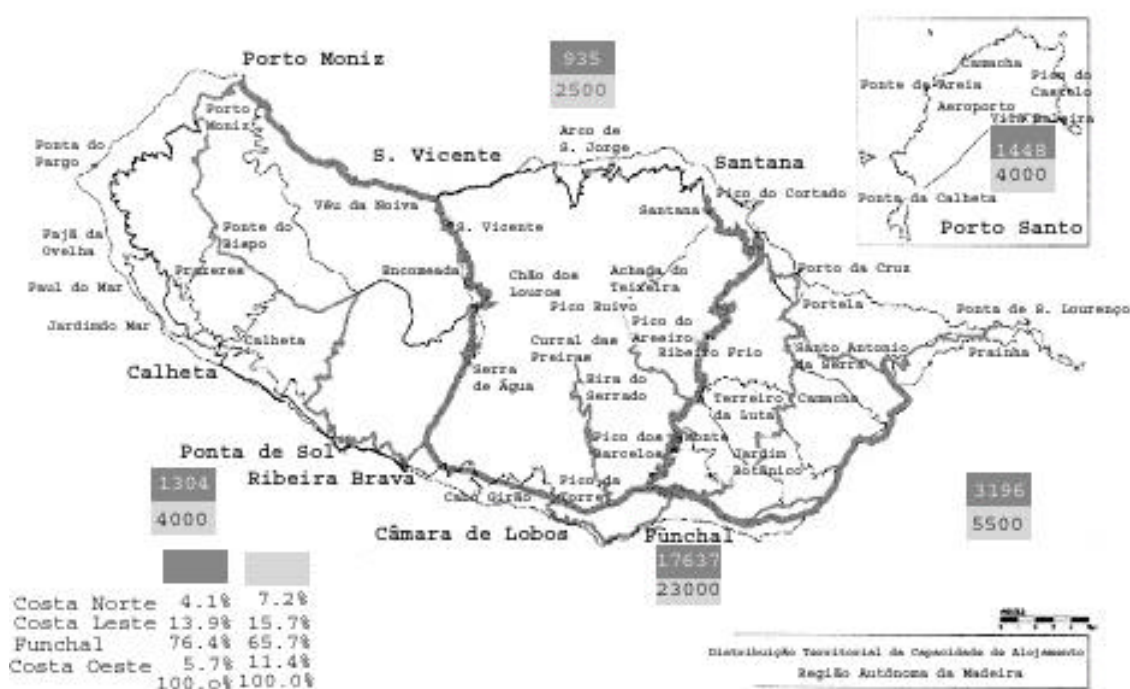 Porto Moniz
935
2500
Camacha
Ponte de Areia
Pico do
Castelo
Aeroporto
Vila Baleira
1448
4000
Ponta da Calheta
Porto Santo
Porto
Moniz
Ponta do
Pargo
S. Vicente
Arco de
S. Jorge
Santana
Pico do Cortado
Véu da Noiva
Santana
S. Vicente
Ponte do
Bispo
Fajã da
Ovelha
Prazeres
Encomeada
Chão dos
Louros
Achada do
Teixeira
Porto da Cruz
Paul do Mar
Pico Ruivo
Portela
Ponta de S. Lourenço
Jardimdo Mar
Calheta
Curral das
Freiras
Pico do
Areeiro
Ribeiro Frio
Santo Antonio
da Serra
Prainha
Calheta
Serra
de Água
Eira do
Serrado
Terreiro
da Luta
Camacha
Ponta de Sol
Pico dos
Barcelos
Monte
Jardim
Botânico
Ribeira Brava
Cabo Girão
Pico da
Torre
1304
4000
3196
5500
Câmara de Lobos
Funchal
17637
23000
Costa Norte 4.1% 7.2%
Costa Leste 13.9% 15.7%
Funchal 76.4% 65.7%
Costa Oeste 5.7% 11.4%
100.0% 100.0%
Distribuição Territorial da Capacidade de Alojamento
Região Autónoma da Madeira